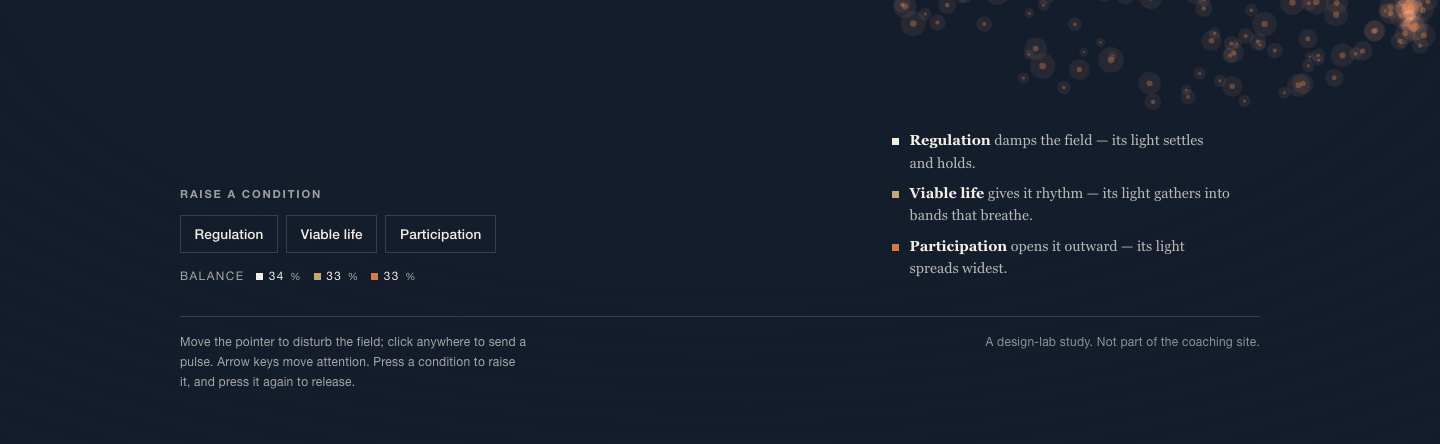 Regulation damps the field — its light settles
and holds.
Viable life gives it rhythm — its light gathers into
bands that breathe.
Participation opens it outward — its light
spreads widest.
RAISE A CONDITION
Regulation Viable life Participation
BALANCE 34 % 33 % 33 %
Move the pointer to disturb the field; click anywhere to send a
pulse. Arrow keys move attention. Press a condition to raise
it, and press it again to release.
A design-lab study. Not part of the coaching site.